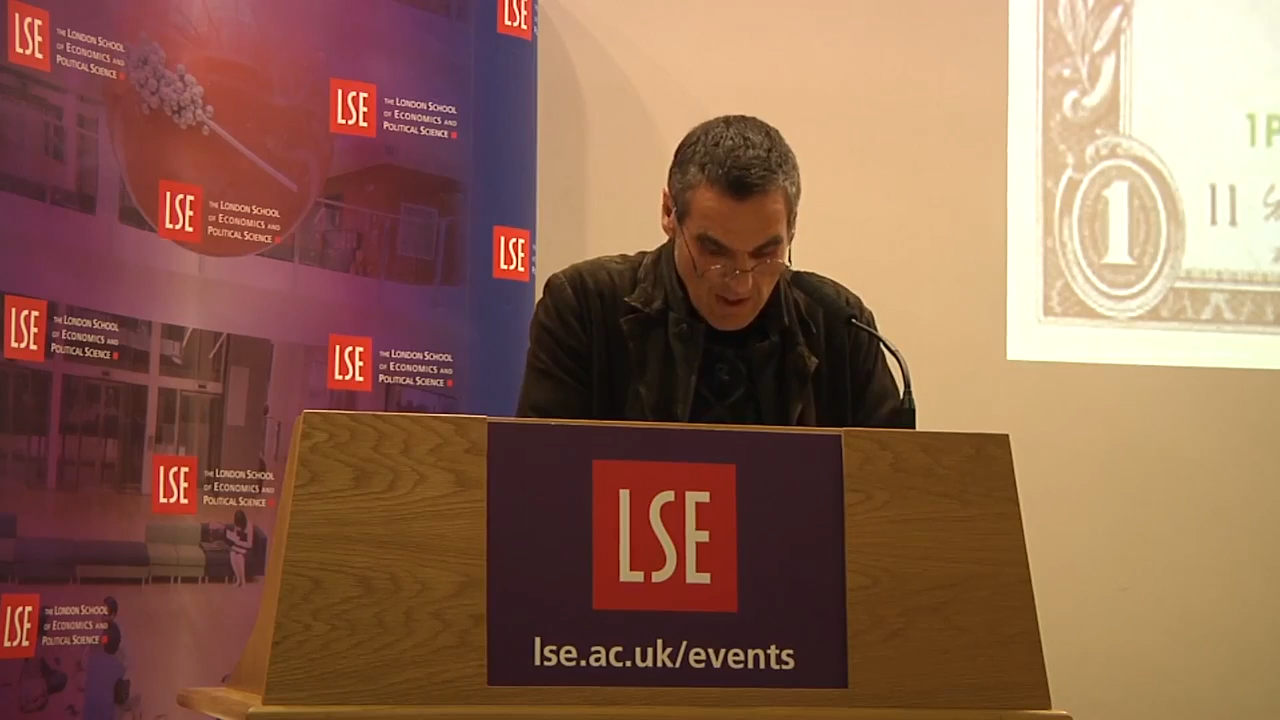 LSE
THE LONDON SCHOOL
OF ECONOMICS AND
POLITICAL SCIENCE
LSE
LSE
THE LONDON SCHOOL
OF ECONOMICS AND
POLITICAL SCIENCE
LSE
THE LONDON SCHOOL
OF ECONOMICS AND
POLITICAL SCIENCE
LSE
LSE
THE LONDON SCHOOL
OF ECONOMICS AND
POLITICAL SCIENCE
LSE
THE LONDON SCHOOL
OF ECONOMICS AND
POLITICAL SCIENCE
LSE
THE LONDON SCHOOL
OF ECONOMICS AND
POLITICAL SCIENCE
LSE
THE LONDON SCHOOL
OF ECONOMICS AND
POLITICAL SCIENCE
LSE
lse.ac.uk/events
1P
1
11